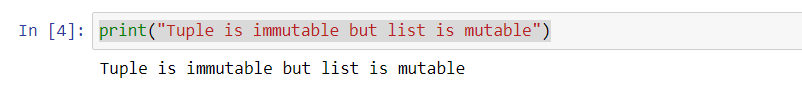 In [4]: print("Tuple is immutable but list is mutable")
Tuple is immutable but list is mutable